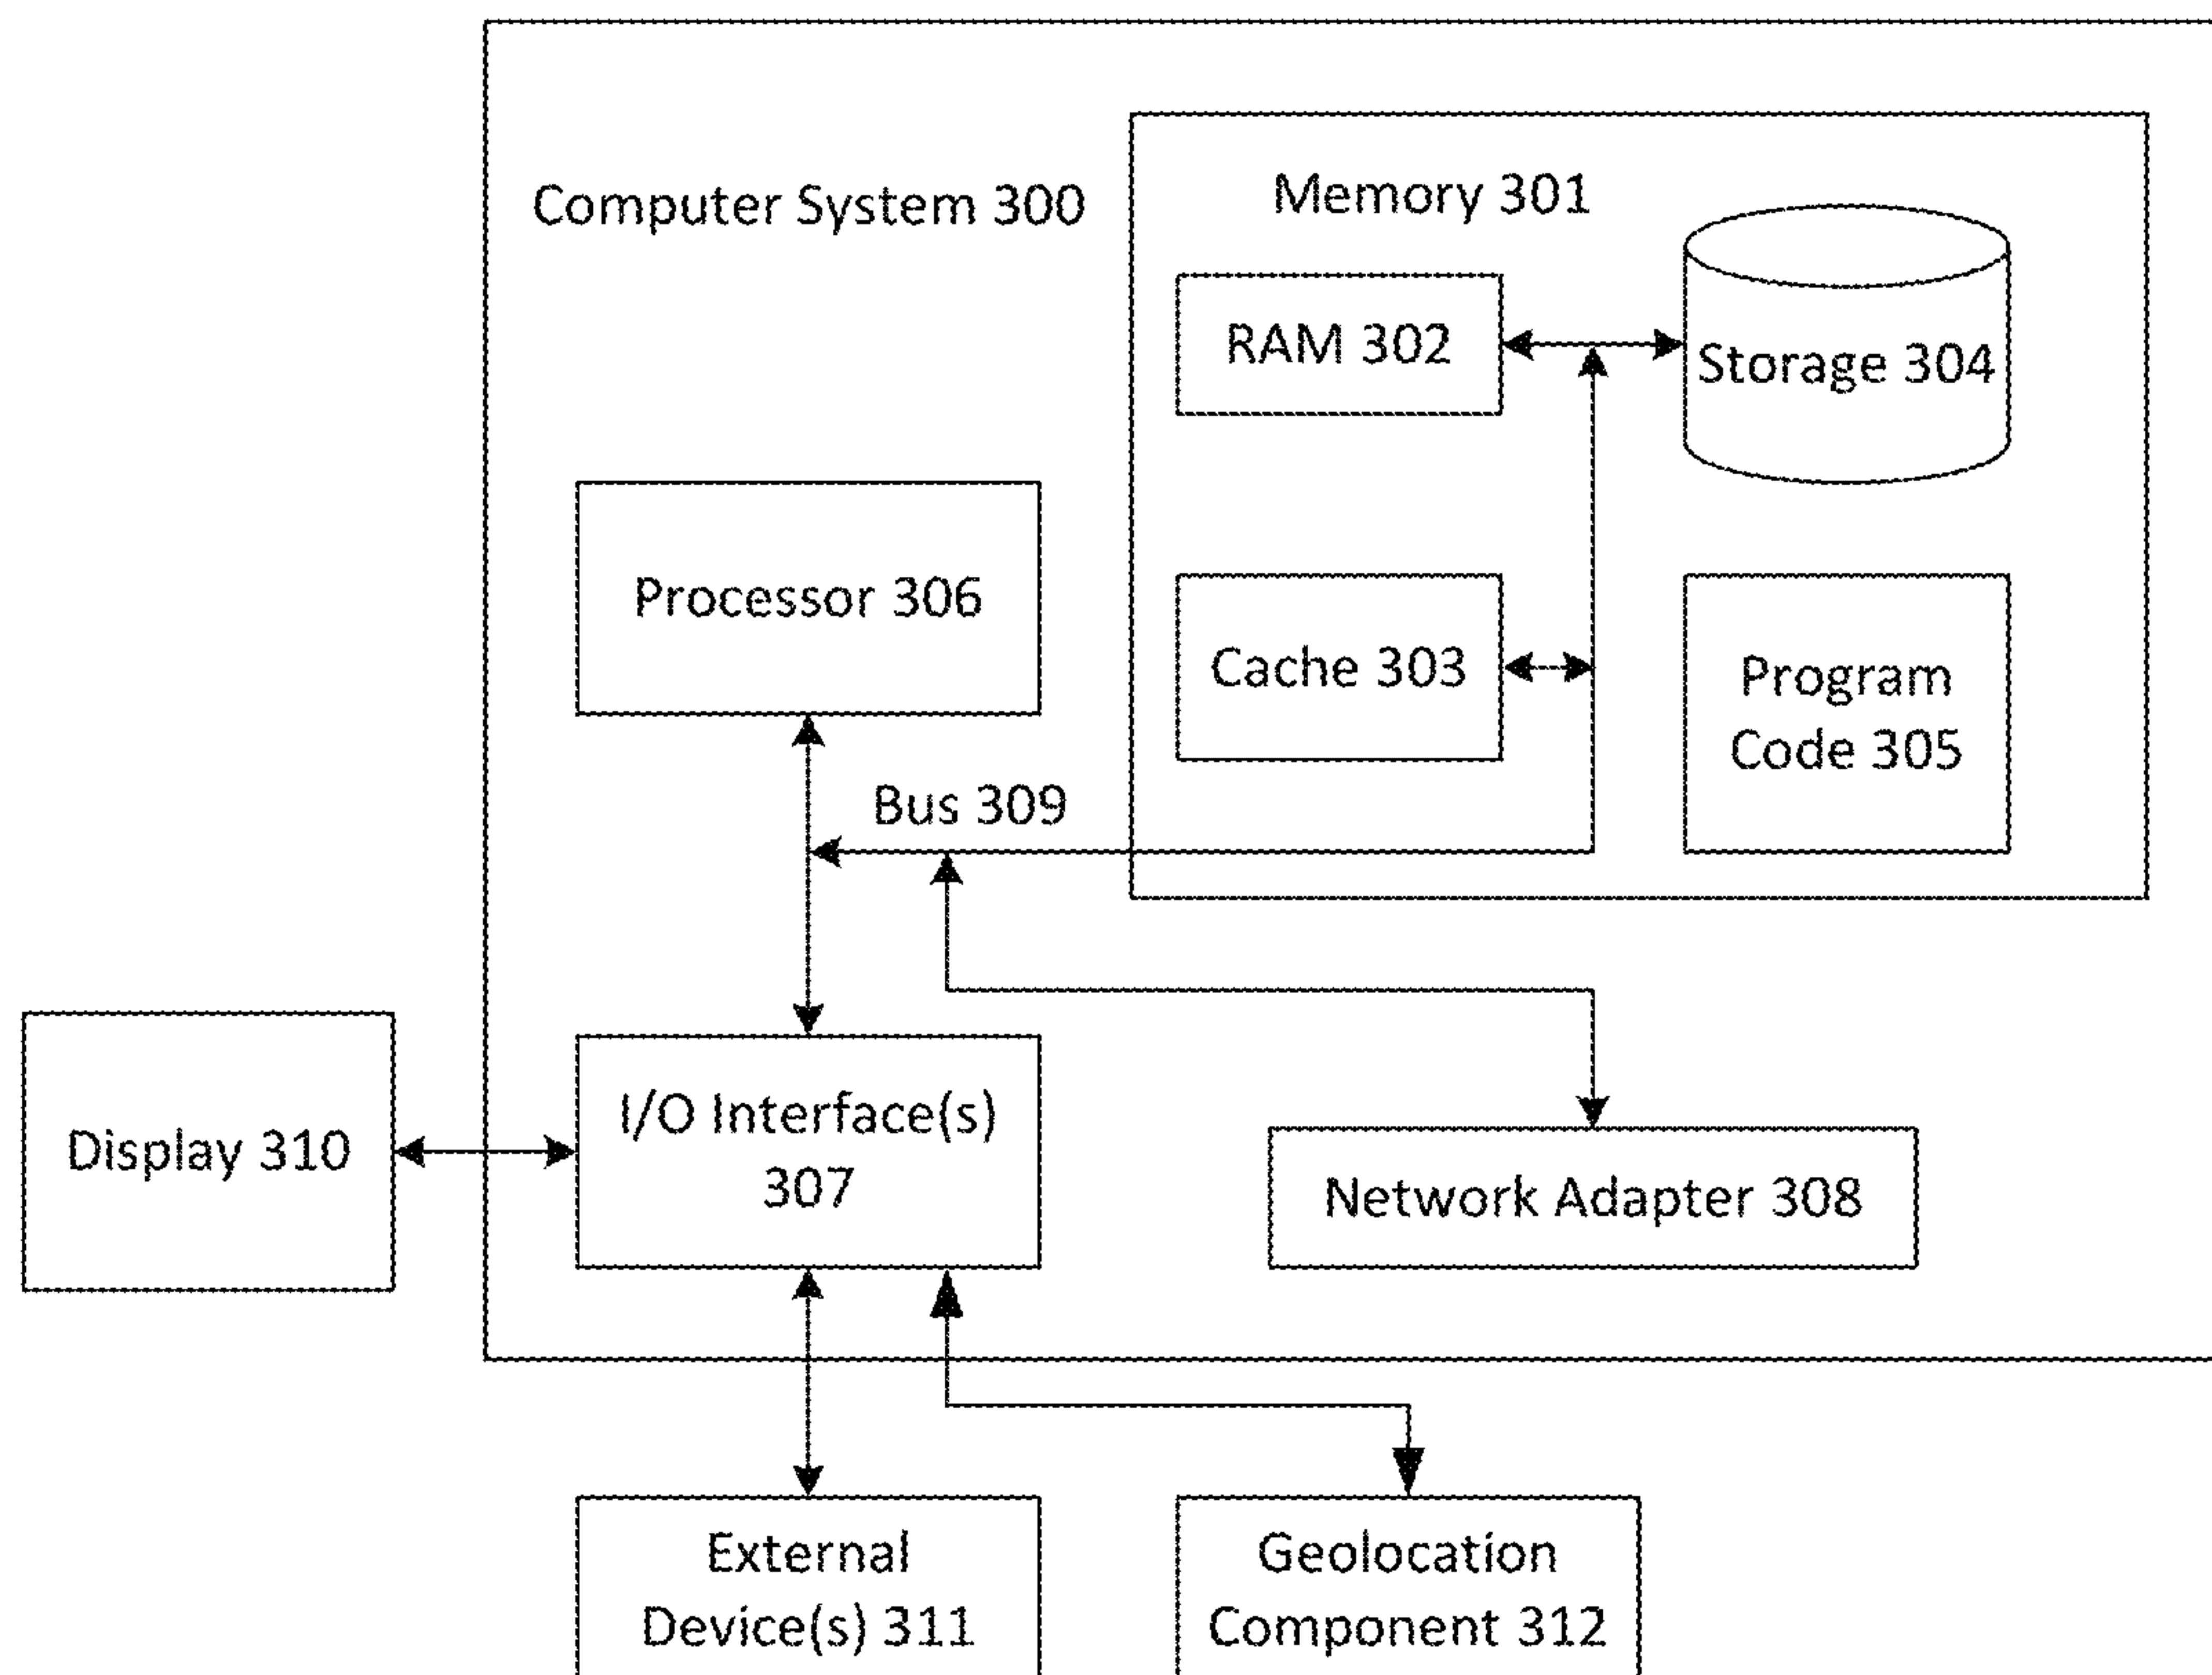 Computer System 300
Memory 301
RAM 302
Storage 304
Processor 306
Cache 303
Program
Code 305
Bus 309
Display 310
I/O Interface(s)
307
Network Adapter 308
External
Device(s) 311
Geolocation
Component 312